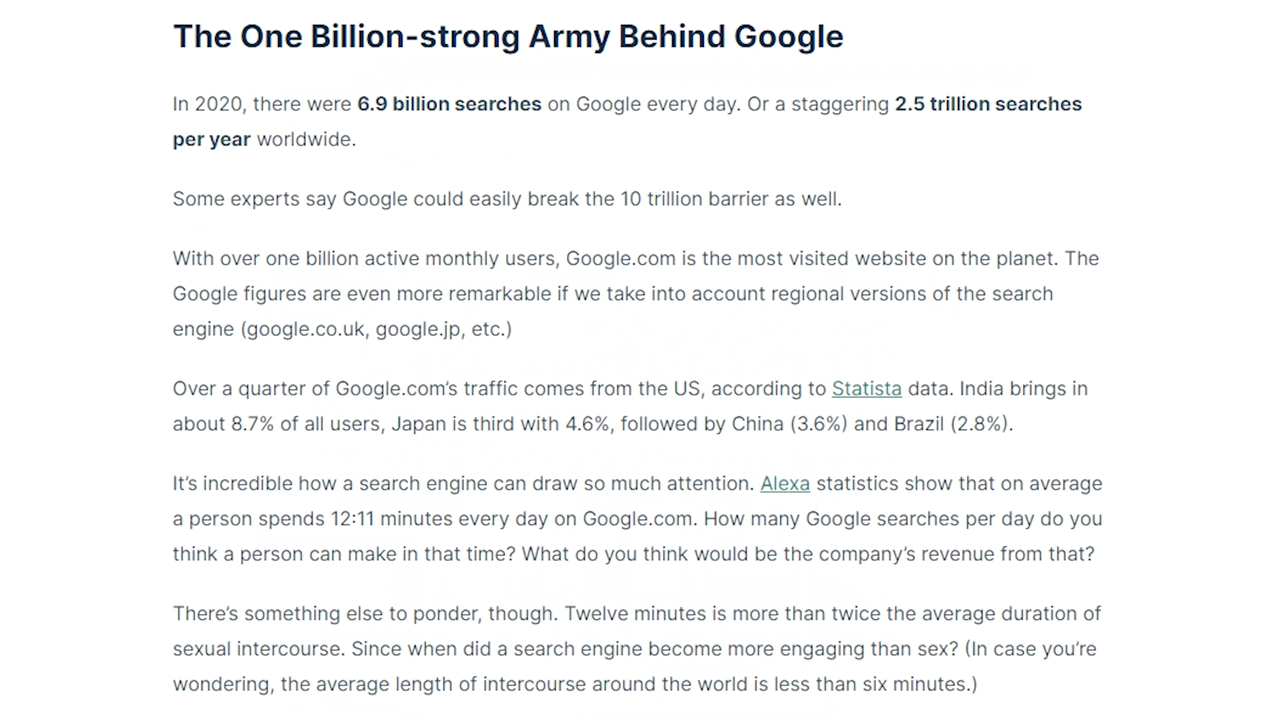 The One Billion-strong Army Behind Google
In 2020, there were 6.9 billion searches on Google every day. Or a staggering 2.5 trillion searches
per year worldwide.
Some experts say Google could easily break the 10 trillion barrier as well.
With over one billion active monthly users, Google.com is the most visited website on the planet. The
Google figures are even more remarkable if we take into account regional versions of the search
engine (google.co.uk, google.jp, etc.)
Over a quarter of Google.com’s traffic comes from the US, according to Statista data. India brings in
about 8.7% of all users, Japan is third with 4.6%, followed by China (3.6%) and Brazil (2.8%).
It’s incredible how a search engine can draw so much attention. Alexa statistics show that on average
a person spends 12:11 minutes every day on Google.com. How many Google searches per day do you
think a person can make in that time? What do you think would be the company’s revenue from that?
There’s something else to ponder, though. Twelve minutes is more than twice the average duration of
sexual intercourse. Since when did a search engine become more engaging than sex? (In case you’re
wondering, the average length of intercourse around the world is less than six minutes.)